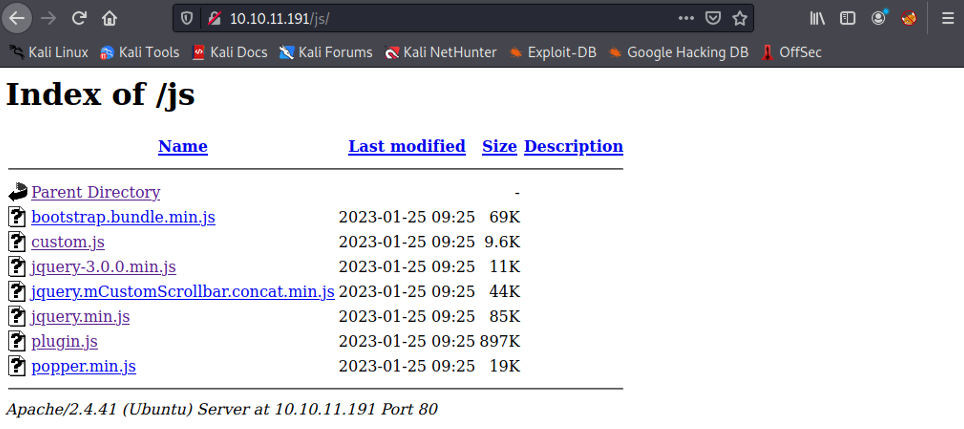 10.10.11.191/js/
Kali Linux Kali Tools Kali Docs Kali Forums Kali NetHunter Exploit-DB Google Hacking DB OffSec
Index of /js
Name Last modified Size Description
Parent Directory -
bootstrap.bundle.min.js 2023-01-25 09:25 69K
custom.js 2023-01-25 09:25 9.6K
jquery-3.0.0.min.js 2023-01-25 09:25 11K
jquery.mCustomScrollbar.concat.min.js 2023-01-25 09:25 44K
jquery.min.js 2023-01-25 09:25 85K
plugin.js 2023-01-25 09:25 897K
popper.min.js 2023-01-25 09:25 19K
Apache/2.4.41 (Ubuntu) Server at 10.10.11.191 Port 80